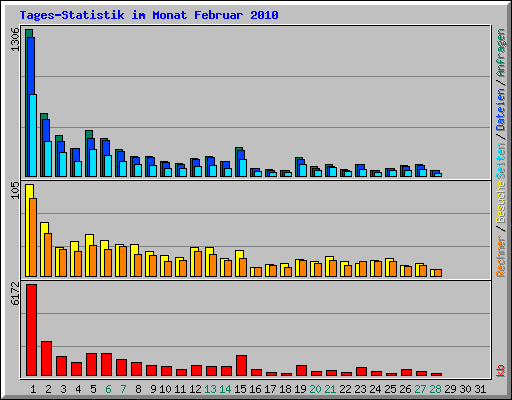 Tages-Statistik im Monat Februar 2010
1306
105
6172
Rechner / Besuche Seiten / Dateien / Anfragen
kb
1 2 3 4 5 6 7 8 9 10 11 12 13 14 15 16 17 18 19 20 21 22 23 24 25 26 27 28 29 30 31